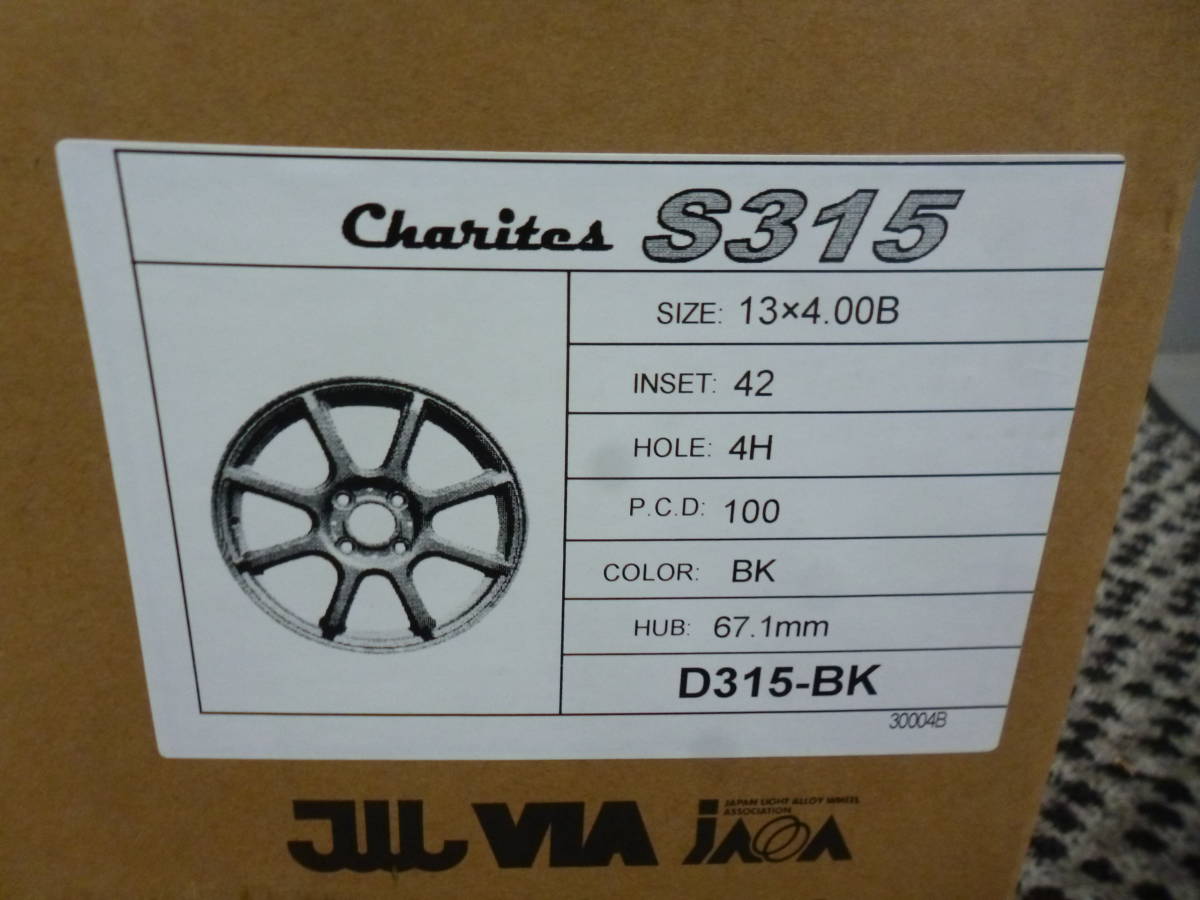 Charites S315
SIZE: 13×4.00B
INSET: 42
HOLE: 4H
P.C.D: 100
COLOR: BK
HUB: 67.1mm
D315-BK
30004B
JWL VIA JAWA
JAPAN LIGHT ALLOY WHEEL
ASSOCIATION